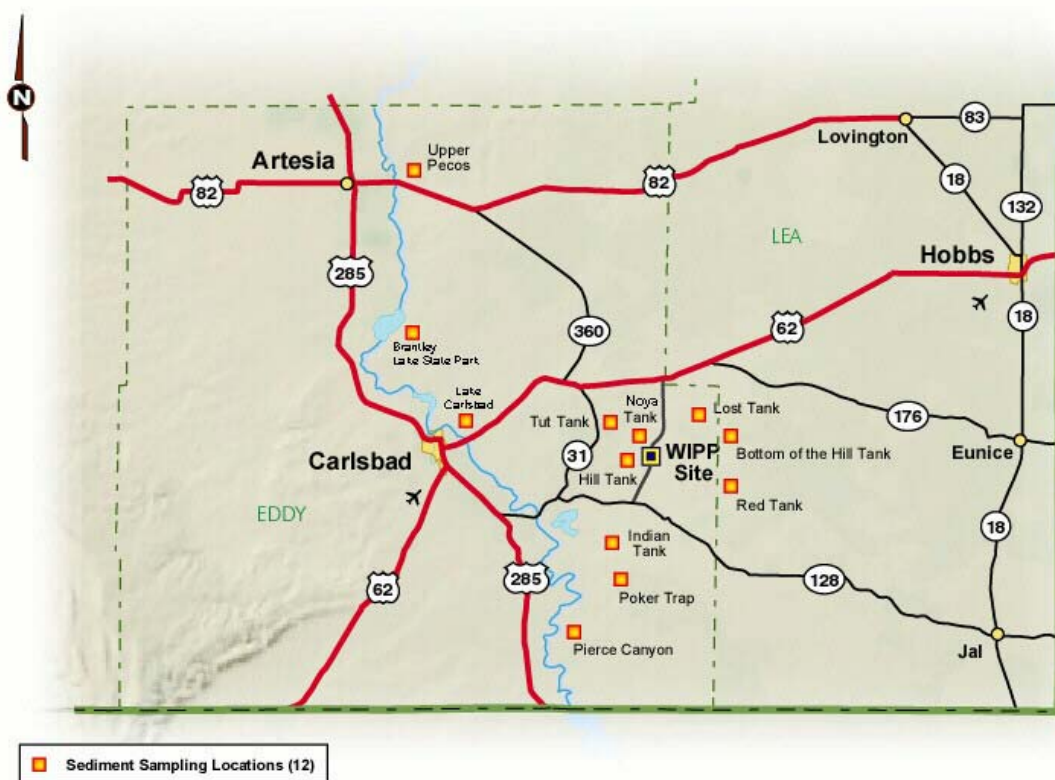 N
83
Lovington
Upper
Pecos
Artesia
82
82
18
132
LEA
Hobbs
285
18
360
62
Brantley
Lake State Park
Lake
Carlsbad
Noya
Tank
Lost Tank
Tut Tank
176
Bottom of the Hill Tank
Eunice
Carlsbad
31
WIPP
Site
Hill Tank
Red Tank
EDDY
18
Indian
Tank
62
285
128
Poker Trap
Pierce Canyon
Jal
Sediment Sampling Locations (12)